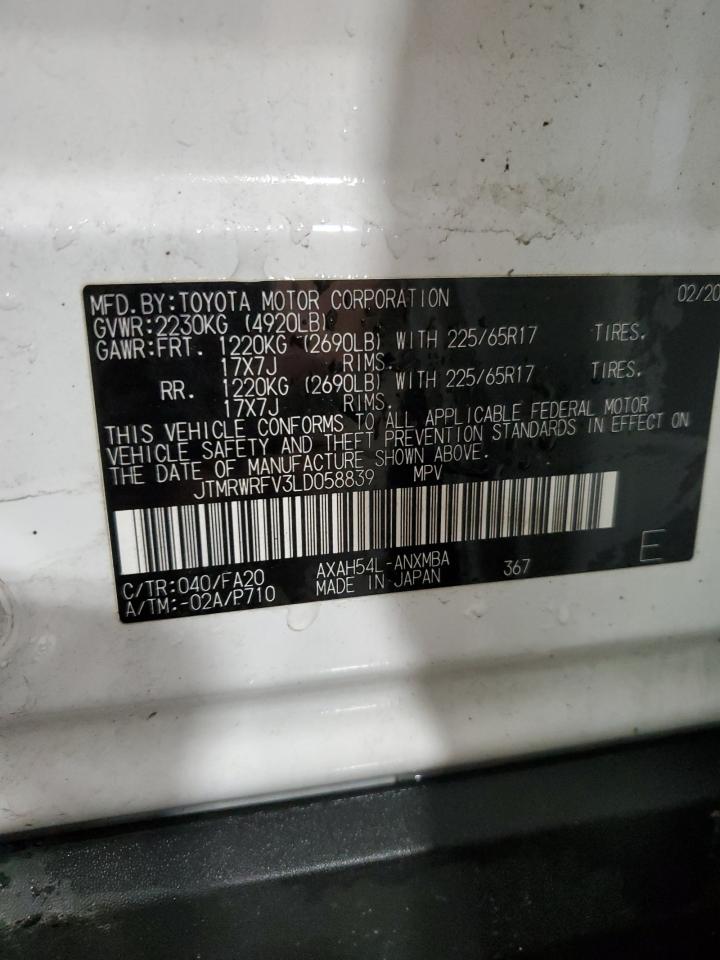 MFD.BY:TOYOTA MOTOR CORPORATION 02/20
GVWR:2230KG (4920LB)
GAWR:FRT. 1220KG (2690LB) WITH 225/65R17 TIRES.
17X7J RIMS.
RR. 1220KG (2690LB) WITH 225/65R17 TIRES.
17X7J RIMS.
THIS VEHICLE CONFORMS TO ALL APPLICABLE FEDERAL MOTOR
VEHICLE SAFETY AND THEFT PREVENTION STANDARDS IN EFFECT ON
THE DATE OF MANUFACTURE SHOWN ABOVE.
JTMRWRFV3LD058839 MPV
C/TR:040/FA20 AXAH54L-ANXMBA 367 E
A/TM:-02A/P710 MADE IN JAPAN